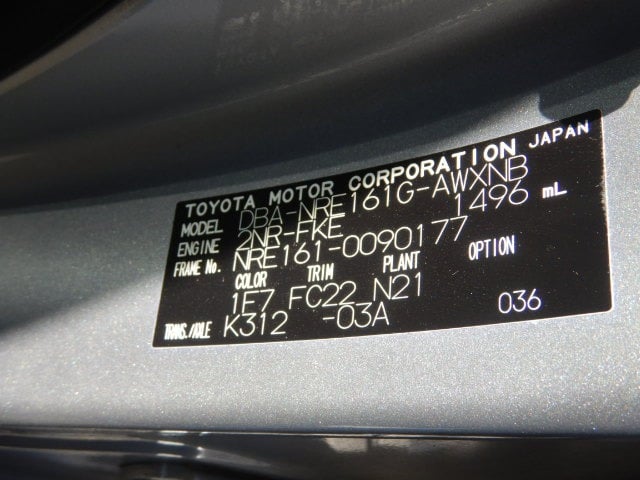 TOYOTA MOTOR CORPORATION JAPAN
MODEL DBA-NRE161G-AWXNB
ENGINE 2NR-FKE 1496 mL
FRAME No. NRE161-0090177
COLOR TRIM PLANT OPTION
1E7 FC22 N21
TRANS./AXLE K312 -03A 036